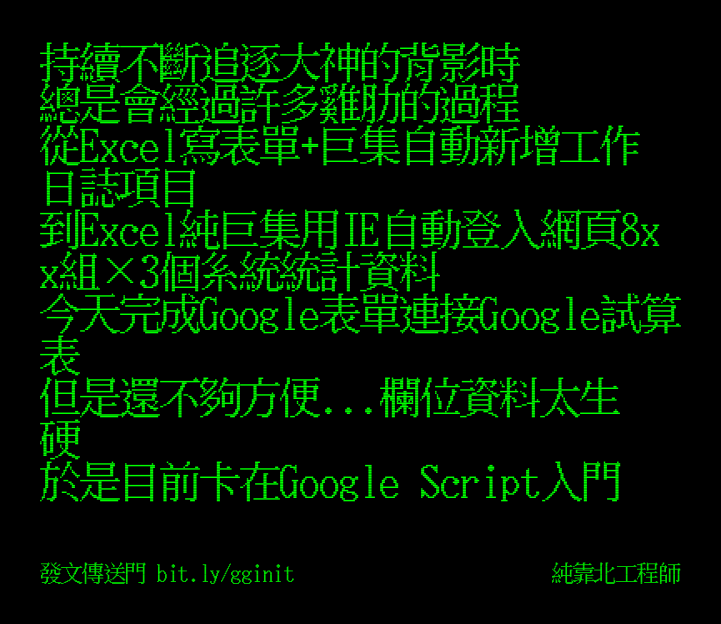 持續不斷追逐大神的背影時
總是會經過許多雞肋的過程
從Excel寫表單+巨集自動新增工作
日誌項目
到Excel純巨集用IE自動登入網頁8x
x組×3個系統統計資料
今天完成Google表單連接Google試算
表
但是還不夠方便...欄位資料太生
硬
於是目前卡在Google Script入門
發文傳送門 bit.ly/gginit
純靠北工程師